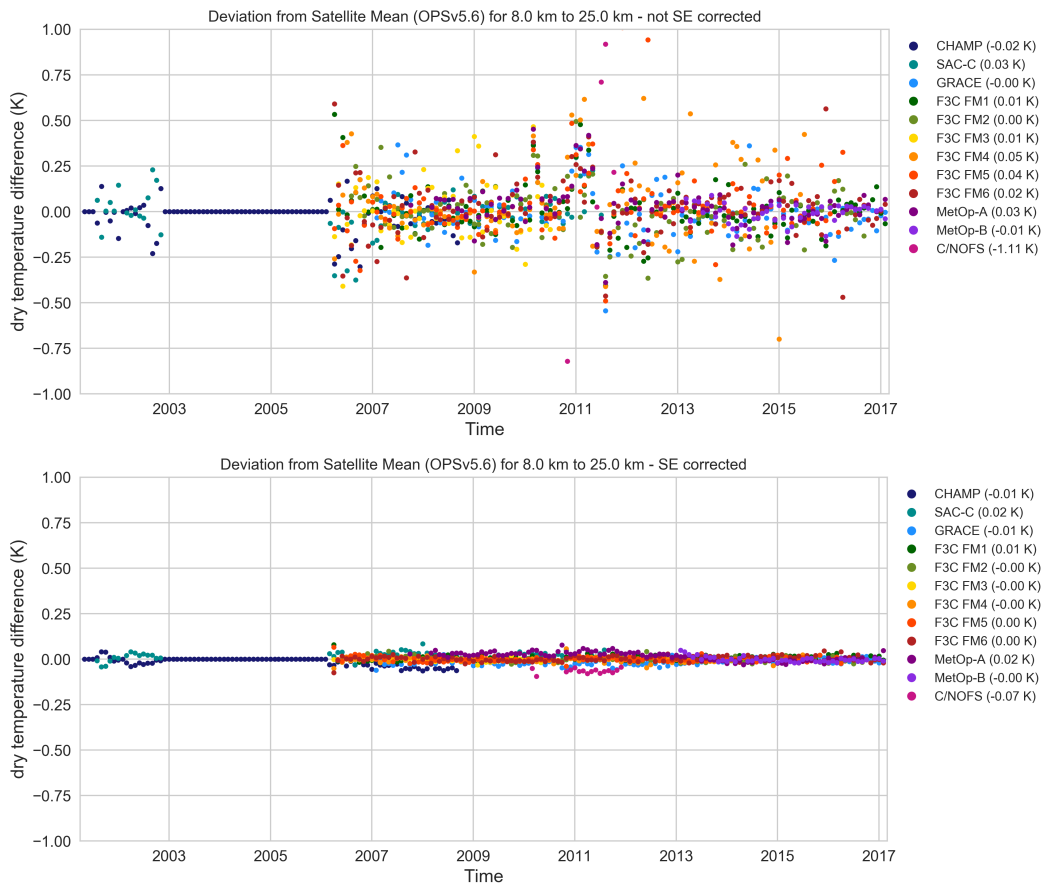 Deviation from Satellite Mean (OPSv5.6) for 8.0 km to 25.0 km - not SE corrected
dry temperature difference (K)
1.00
0.75
0.50
0.25
0.00
−0.25
−0.50
−0.75
−1.00
2003 2005 2007 2009 2011 2013 2015 2017
Time
CHAMP (-0.02 K)
SAC-C (0.03 K)
GRACE (-0.00 K)
F3C FM1 (0.01 K)
F3C FM2 (0.00 K)
F3C FM3 (0.01 K)
F3C FM4 (0.05 K)
F3C FM5 (0.04 K)
F3C FM6 (0.02 K)
MetOp-A (0.03 K)
MetOp-B (-0.01 K)
C/NOFS (-1.11 K)
Deviation from Satellite Mean (OPSv5.6) for 8.0 km to 25.0 km - SE corrected
dry temperature difference (K)
1.00
0.75
0.50
0.25
0.00
−0.25
−0.50
−0.75
−1.00
2003 2005 2007 2009 2011 2013 2015 2017
Time
CHAMP (-0.01 K)
SAC-C (0.02 K)
GRACE (-0.01 K)
F3C FM1 (0.01 K)
F3C FM2 (-0.00 K)
F3C FM3 (-0.00 K)
F3C FM4 (-0.00 K)
F3C FM5 (0.00 K)
F3C FM6 (0.00 K)
MetOp-A (0.02 K)
MetOp-B (-0.00 K)
C/NOFS (-0.07 K)